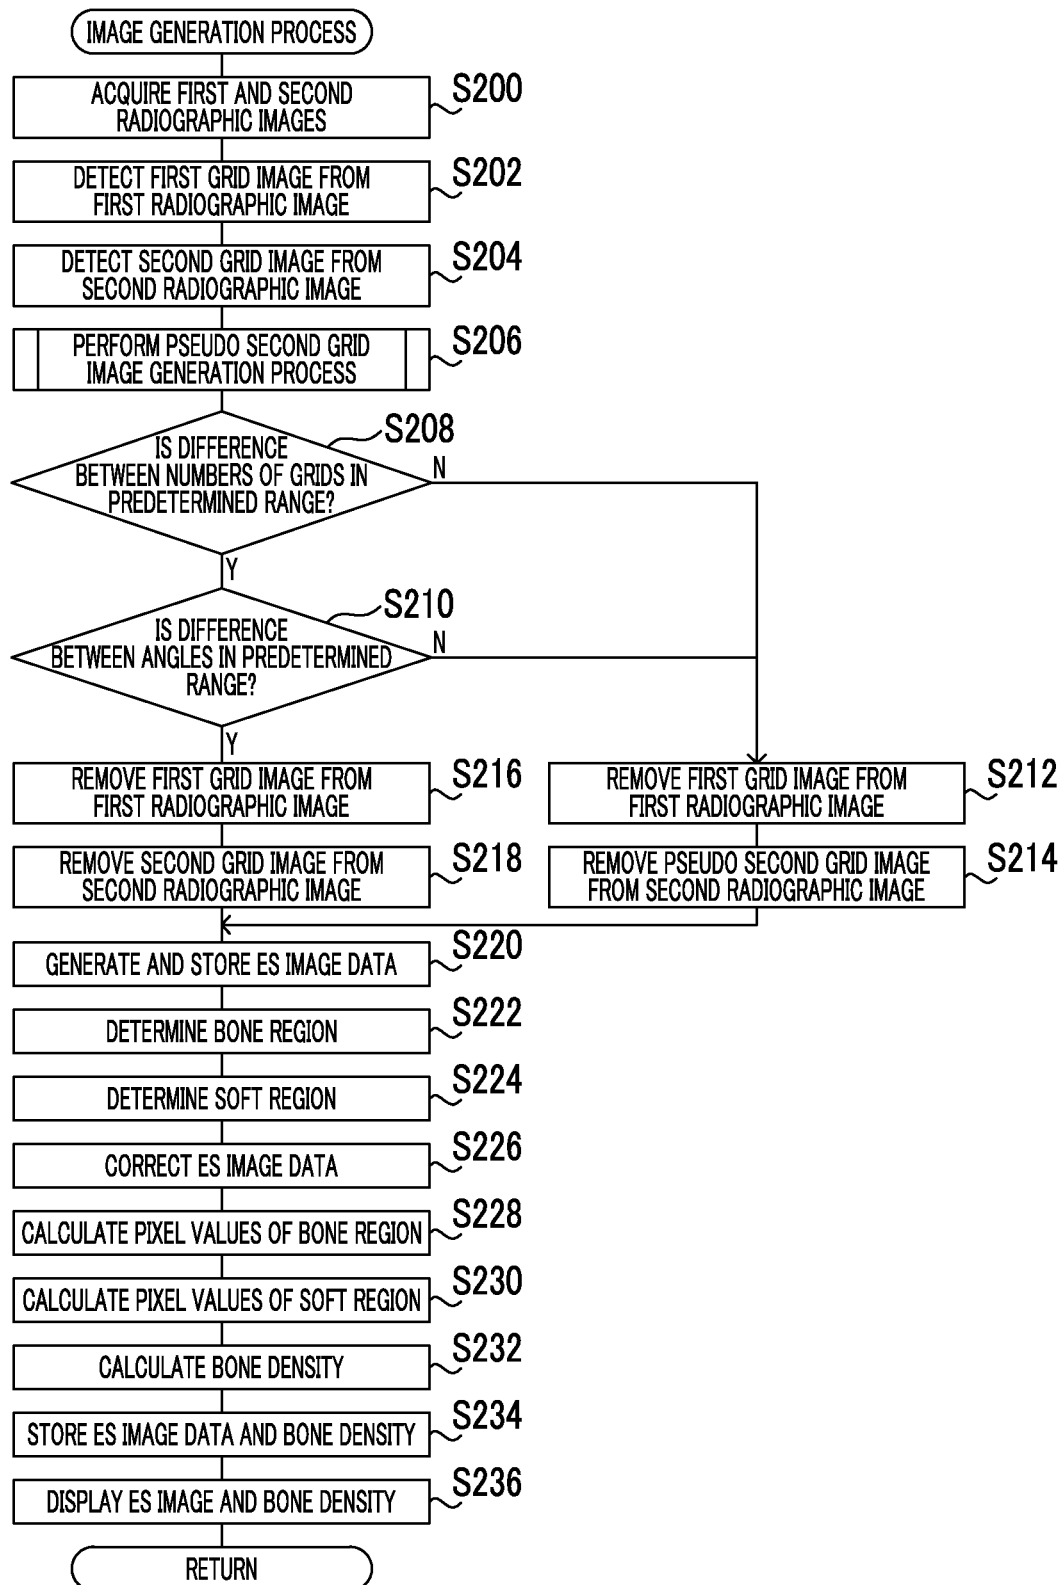 IMAGE GENERATION PROCESS
ACQUIRE FIRST AND SECOND
RADIOGRAPHIC IMAGES
S200
DETECT FIRST GRID IMAGE FROM
FIRST RADIOGRAPHIC IMAGE
S202
DETECT SECOND GRID IMAGE FROM
SECOND RADIOGRAPHIC IMAGE
S204
PERFORM PSEUDO SECOND GRID
IMAGE GENERATION PROCESS
S206
S208
IS DIFFERENCE
BETWEEN NUMBERS OF GRIDS IN
PREDETERMINED RANGE?
N
Y
S210
IS DIFFERENCE
BETWEEN ANGLES IN PREDETERMINED
RANGE?
N
Y
REMOVE FIRST GRID IMAGE FROM
FIRST RADIOGRAPHIC IMAGE
S216
REMOVE FIRST GRID IMAGE FROM
FIRST RADIOGRAPHIC IMAGE
S212
REMOVE SECOND GRID IMAGE FROM
SECOND RADIOGRAPHIC IMAGE
S218
REMOVE PSEUDO SECOND GRID IMAGE
FROM SECOND RADIOGRAPHIC IMAGE
S214
GENERATE AND STORE ES IMAGE DATA
S220
DETERMINE BONE REGION
S222
DETERMINE SOFT REGION
S224
CORRECT ES IMAGE DATA
S226
CALCULATE PIXEL VALUES OF BONE REGION
S228
CALCULATE PIXEL VALUES OF SOFT REGION
S230
CALCULATE BONE DENSITY
S232
STORE ES IMAGE DATA AND BONE DENSITY
S234
DISPLAY ES IMAGE AND BONE DENSITY
S236
RETURN